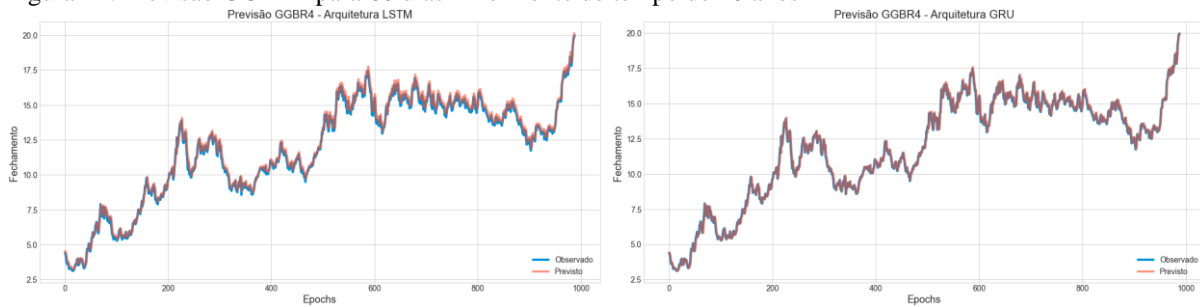 Previsão GGBR4 - Arquitetura LSTM
20.0
17.5
15.0
12.5
10.0
7.5
5.0
2.5
Fechamento
0
200
400
600
800
1000
Epochs
Observado
Previsto
Previsão GGBR4 - Arquitetura GRU
20.0
17.5
15.0
12.5
10.0
7.5
5.0
2.5
Fechamento
0
200
400
600
800
1000
Epochs
Observado
Previsto